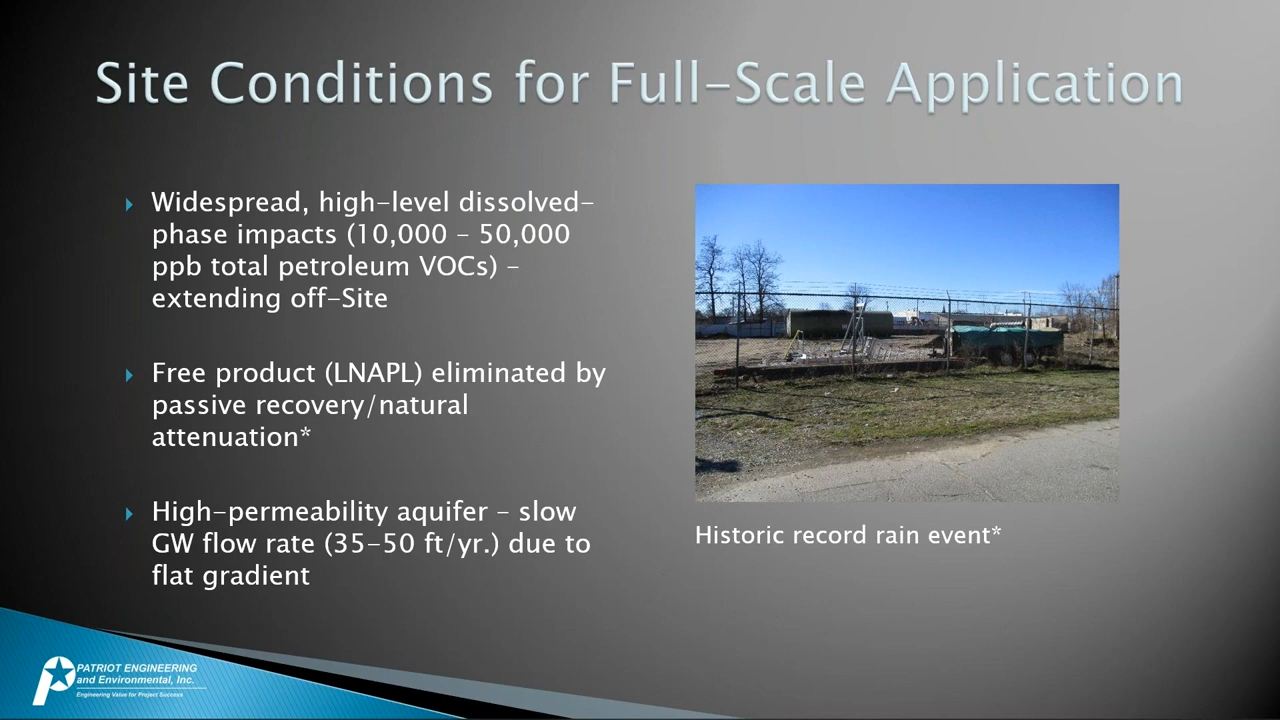 Site Conditions for Full-Scale Application
Widespread, high-level dissolved-
phase impacts (10,000 – 50,000
ppb total petroleum VOCs) –
extending off-Site
Free product (LNAPL) eliminated by
passive recovery/natural
attenuation*
High-permeability aquifer – slow
GW flow rate (35-50 ft/yr.) due to
flat gradient
Historic record rain event*
PATRIOT ENGINEERING
and Environmental, Inc.
Engineering Value for Project Success